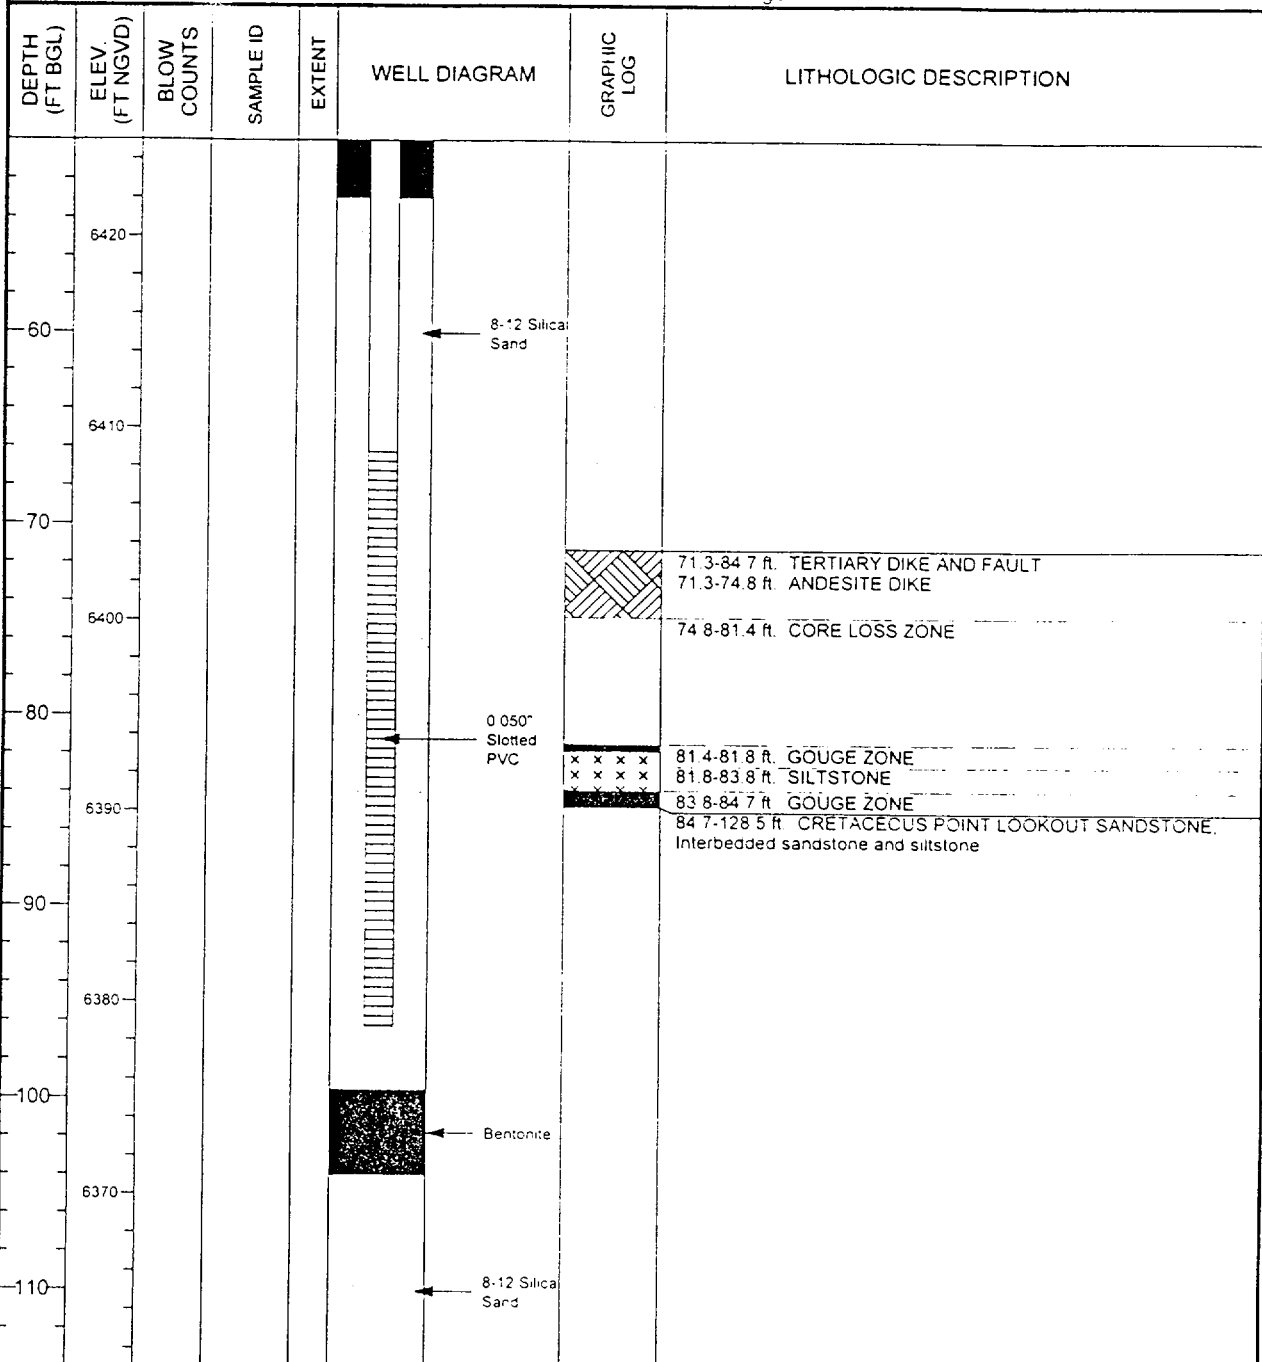 DEPTH
(FT BGL)
ELEV.
(FT NGVD)
BLOW
COUNTS
SAMPLE ID
EXTENT
WELL DIAGRAM
GRAPHIC
LOG
LITHOLOGIC DESCRIPTION
6420
60
8-12 Silica
Sand
6410
70
71.3-84 7 ft. TERTIARY DIKE AND FAULT
71.3-74.8 ft. ANDESITE DIKE
6400
74 8-81.4 ft. CORE LOSS ZONE
80
0 050"
Slotted
PVC
81.4-81.8 ft. GOUGE ZONE
81.8-83.8 ft. SILTSTONE
6390
83 8-84.7 ft. GOUGE ZONE
84 7-128 5 ft. CRETACECUS POINT LOOKOUT SANDSTONE,
Interbedded sandstone and siltstone
90
6380
100
Bentonite
6370
110
8-12 Silica
Sand